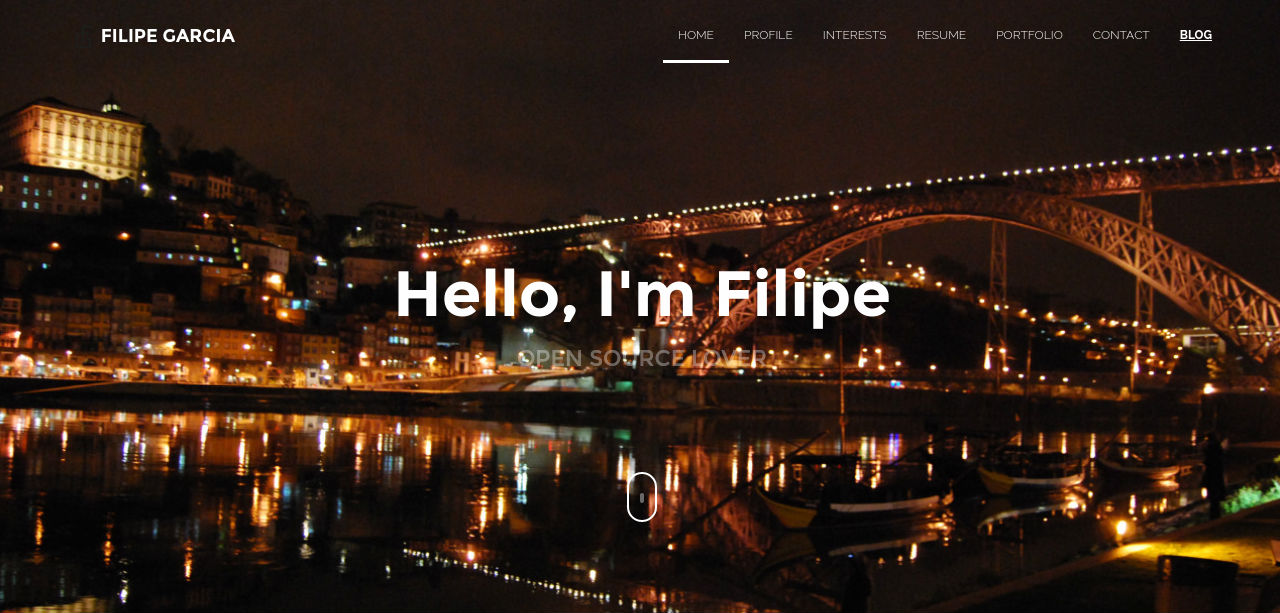 FILIPE GARCIA
HOME PROFILE INTERESTS RESUME PORTFOLIO CONTACT BLOG
Hello, I'm Filipe
OPEN SOURCE LOVER